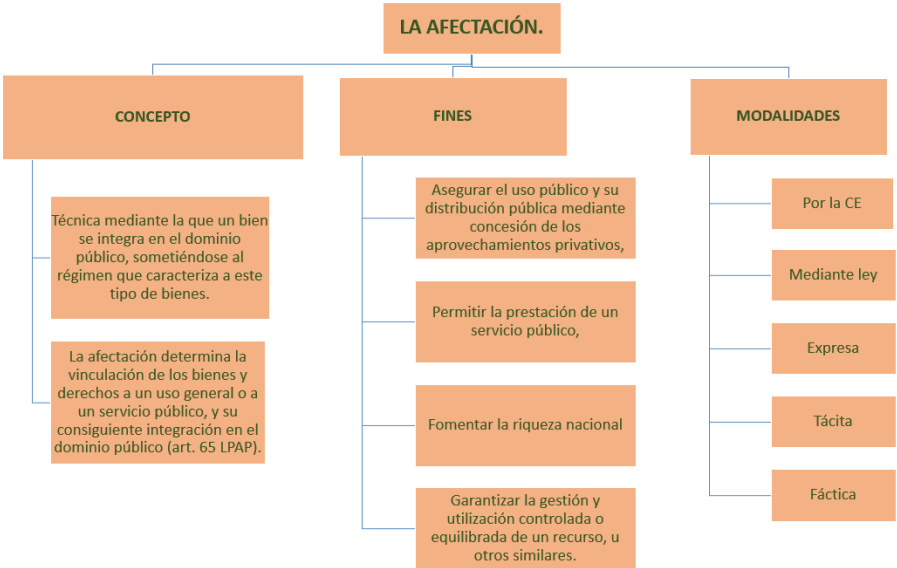 LA AFECTACIÓN.
CONCEPTO
Técnica mediante la que un bien
se integra en el dominio
público, sometiéndose al
régimen que caracteriza a este
tipo de bienes.
La afectación determina la
vinculación de los bienes y
derechos a un uso general o a
un servicio público, y su
consiguiente integración en el
dominio público (art. 65 LPAP).
FINES
Asegurar el uso público y su
distribución pública mediante
concesión de los
aprovechamientos privativos,
Permitir la prestación de un
servicio público,
Fomentar la riqueza nacional
Garantizar la gestión y
utilización controlada o
equilibrada de un recurso, u
otros similares.
MODALIDADES
Por la CE
Mediante ley
Expresa
Tácita
Fáctica